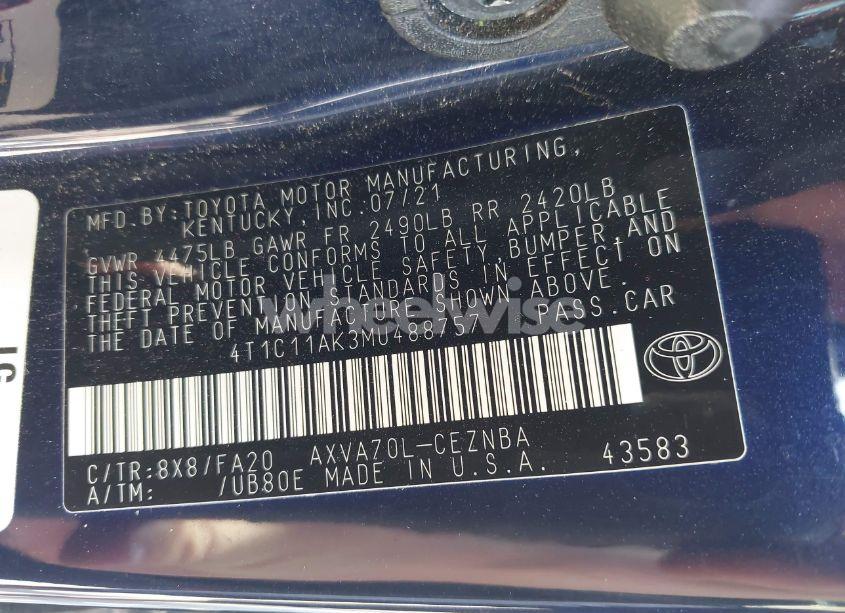 MFD.BY:TOYOTA MOTOR MANUFACTURING,
KENTUCKY,INC.07/21
GVWR 4475LB GAWR FR 2490LB RR 2420LB
THIS VEHICLE CONFORMS TO ALL APPLICABLE
FEDERAL MOTOR VEHICLE SAFETY,BUMPER,AND
THEFT PREVENTION STANDARDS IN EFFECT ON
THE DATE OF MANUFACTURE SHOWN ABOVE.
PASS.CAR
wheelwise
C/TR:8X8/FA20 AXVA70L-CEZNBA
A/TM: /UB80E MADE IN U.S.A. 43583